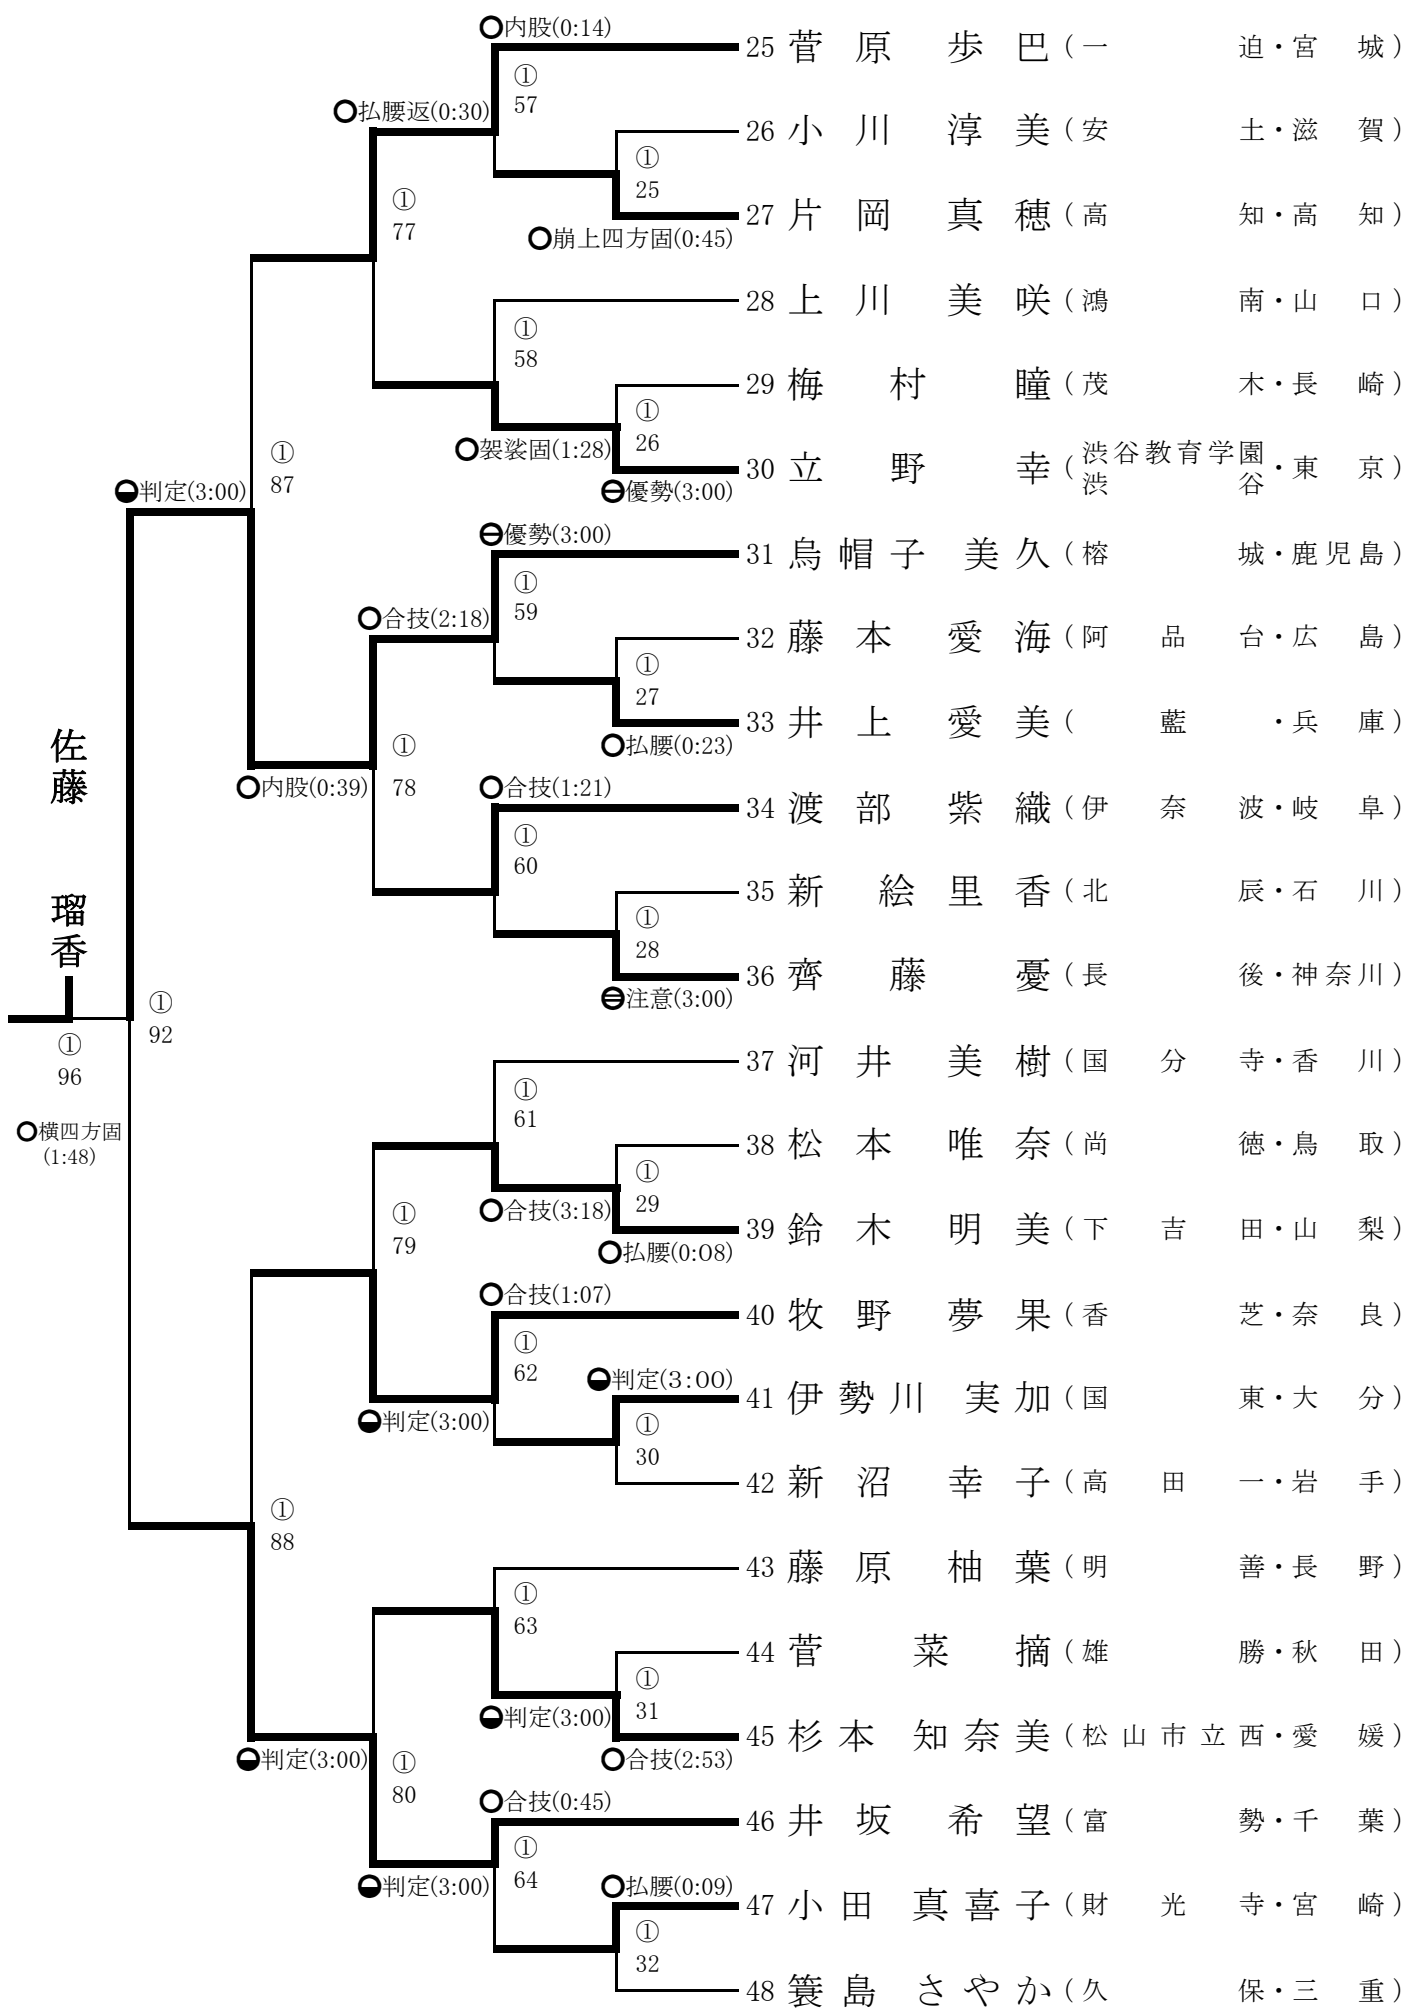 ○内股(0:14)
25 菅原 歩巴 (一迫・宮城)
①
57
○払腰返(0:30)
26 小川 淳美 (安土・滋賀)
①
25
①
77
27 片岡 真穂 (高知・高知)
○崩上四方固(0:45)
28 上川 美咲 (鴻南・山口)
①
58
29 梅村 瞳 (茂木・長崎)
①
26
○袈裟固(1:28)
①
87
30 立野 幸 (渋谷教育学園渋谷・東京)
⊖優勢(3:00)
判定(3:00)
⊖優勢(3:00)
31 烏帽子 美久 (榕城・鹿児島)
①
59
○合技(2:18)
32 藤本 愛海 (阿品台・広島)
①
27
33 井上 愛美 (藍・兵庫)
○払腰(0:23)
①
78
○内股(0:39)
○合技(1:21)
34 渡部 紫織 (伊奈波・岐阜)
①
60
35 新 絵里香 (北辰・石川)
①
28
36 齊藤 憂 (長後・神奈川)
注意(3:00)
佐藤 瑠香
①
92
①
96
○横四方固
(1:48)
37 河井 美樹 (国分寺・香川)
①
61
38 松本 唯奈 (尚徳・鳥取)
①
29
○合技(3:18)
①
79
39 鈴木 明美 (下吉田・山梨)
○払腰(0:08)
○合技(1:07)
40 牧野 夢果 (香芝・奈良)
①
62
判定(3:00)
41 伊勢川 実加 (国東・大分)
①
30
判定(3:00)
42 新沼 幸子 (高田一・岩手)
①
88
43 藤原 柚葉 (明善・長野)
①
63
44 菅 菜摘 (雄勝・秋田)
①
31
判定(3:00)
45 杉本 知奈美 (松山市立西・愛媛)
○合技(2:53)
判定(3:00)
①
80
○合技(0:45)
46 井坂 希望 (富勢・千葉)
①
64
判定(3:00)
○払腰(0:09)
47 小田 真喜子 (財光寺・宮崎)
①
32
48 簑島 さやか (久保・三重)